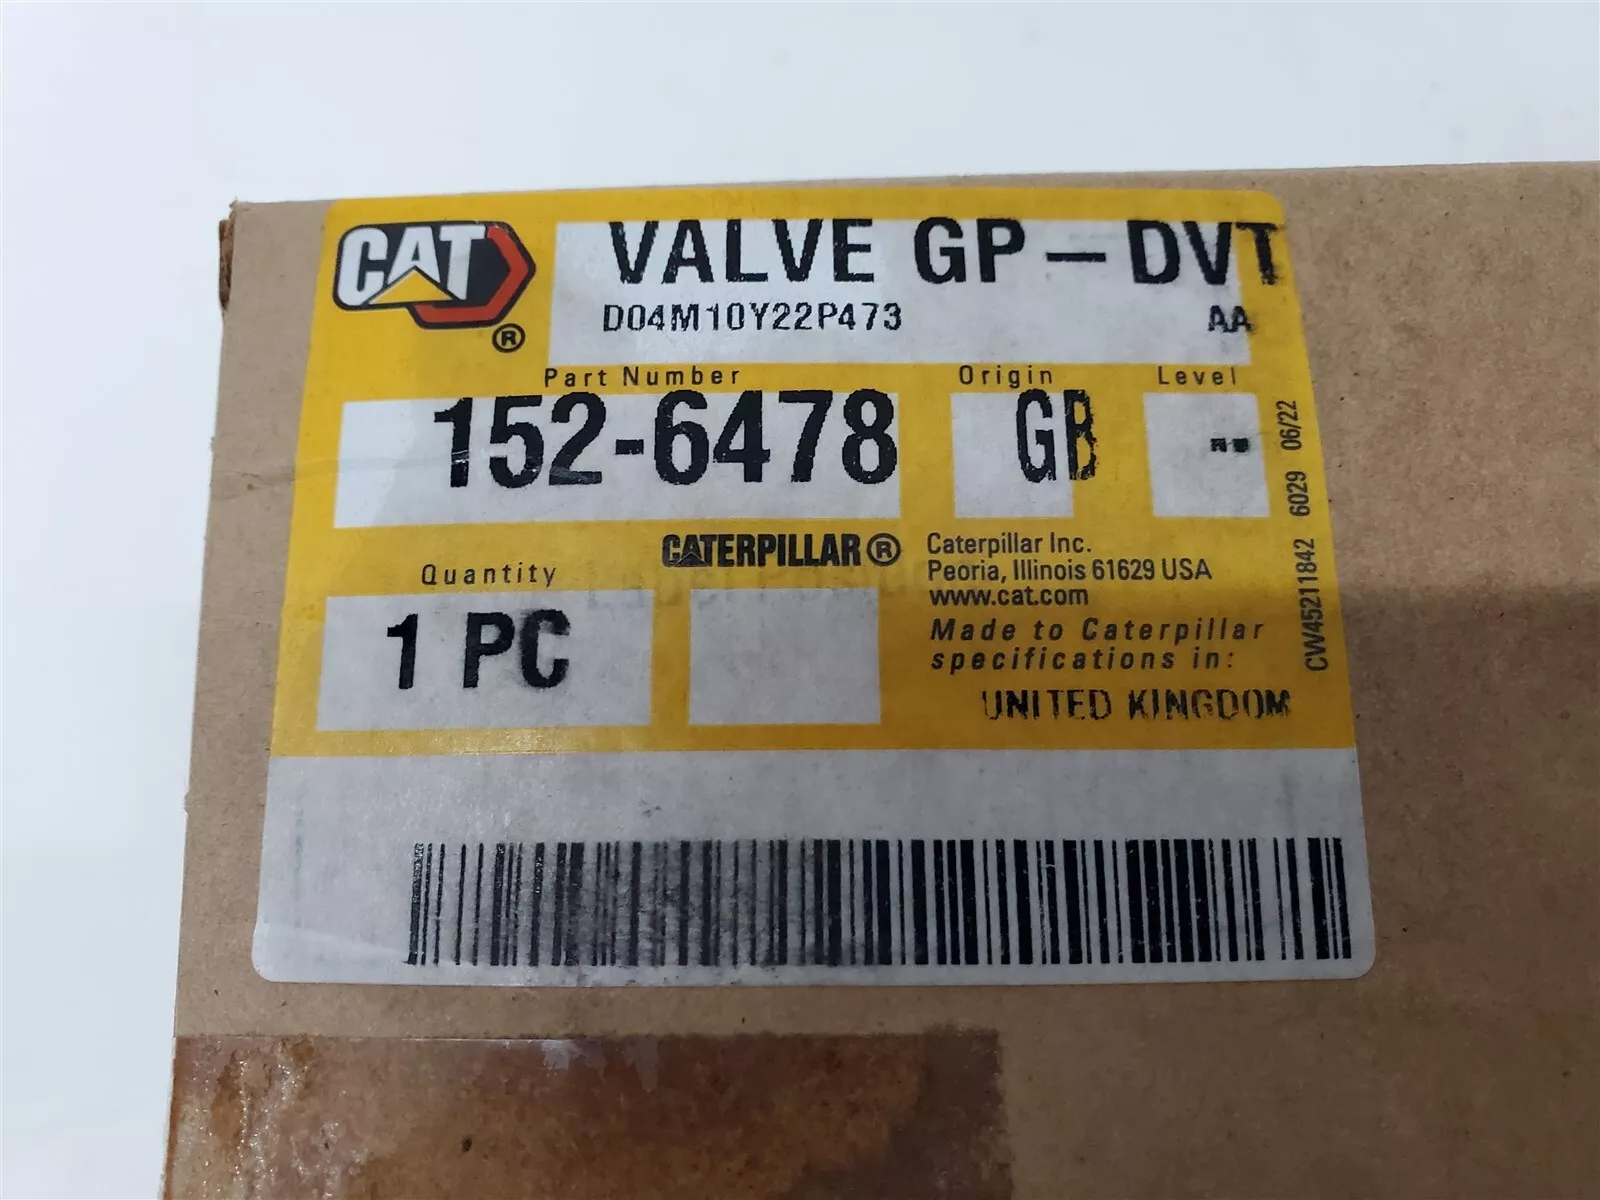 CAT
®
VALVE GP-DVT
D04M10Y22P473 AA
Part Number Origin Level
152-6478 GB --
CATERPILLAR®
Quantity
1 PC
Caterpillar Inc.
Peoria, Illinois 61629 USA
www.cat.com
Made to Caterpillar
specifications in:
UNITED KINGDOM
CW45211842 6029 06/22